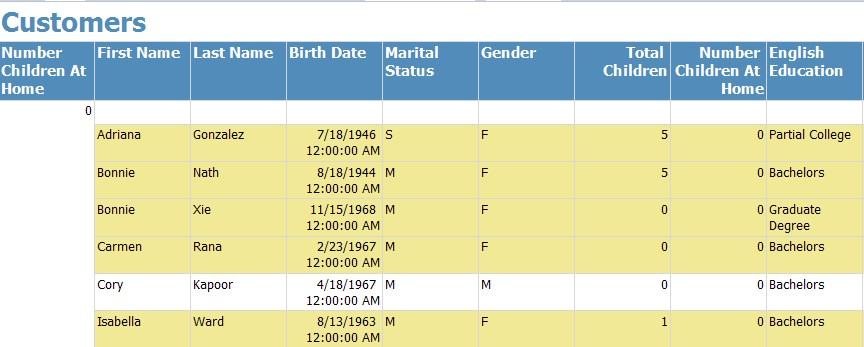 Customers
Number Children At Home First Name Last Name Birth Date Marital Status Gender Total Children Number Children At Home English Education
0
Adriana Gonzalez 7/18/1946 12:00:00 AM S F 5 0 Partial College
Bonnie Nath 8/18/1944 12:00:00 AM M F 5 0 Bachelors
Bonnie Xie 11/15/1968 12:00:00 AM M F 0 0 Graduate Degree
Carmen Rana 2/23/1967 12:00:00 AM M F 0 0 Bachelors
Cory Kapoor 4/18/1967 12:00:00 AM M M 0 0 Bachelors
Isabella Ward 8/13/1963 12:00:00 AM M F 1 0 Bachelors